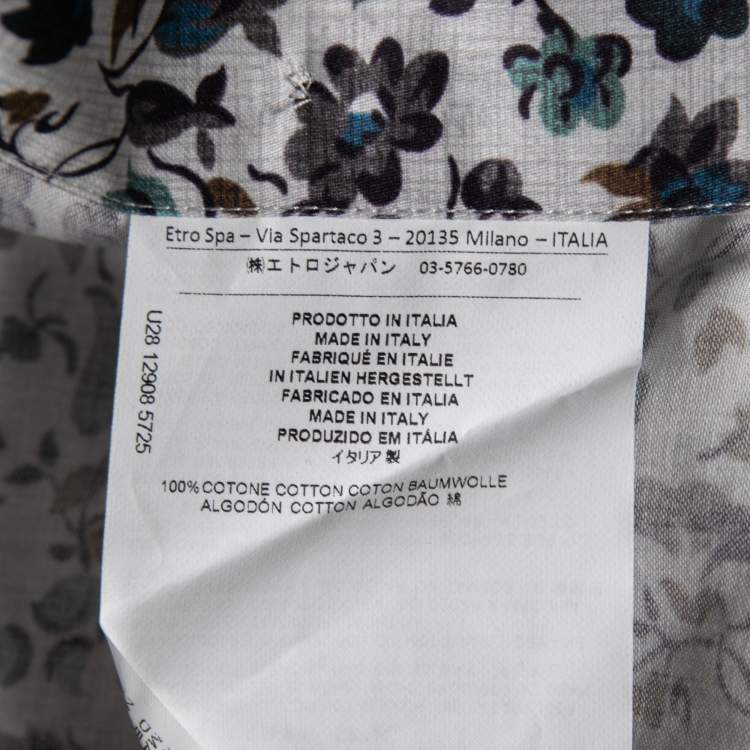 Etro Spa – Via Spartaco 3 – 20135 Milano – ITALIA
㈱エトロジャパン 03-5766-0780
PRODOTTO IN ITALIA
MADE IN ITALY
FABRIQUÉ EN ITALIE
IN ITALIEN HERGESTELLT
FABRICADO EN ITALIA
MADE IN ITALY
PRODUZIDO EM ITÁLIA
イタリア製
100% COTONE COTTON COTON BAUMWOLLE
ALGODÓN COTTON ALGODÃO 綿
U28 12908 5725